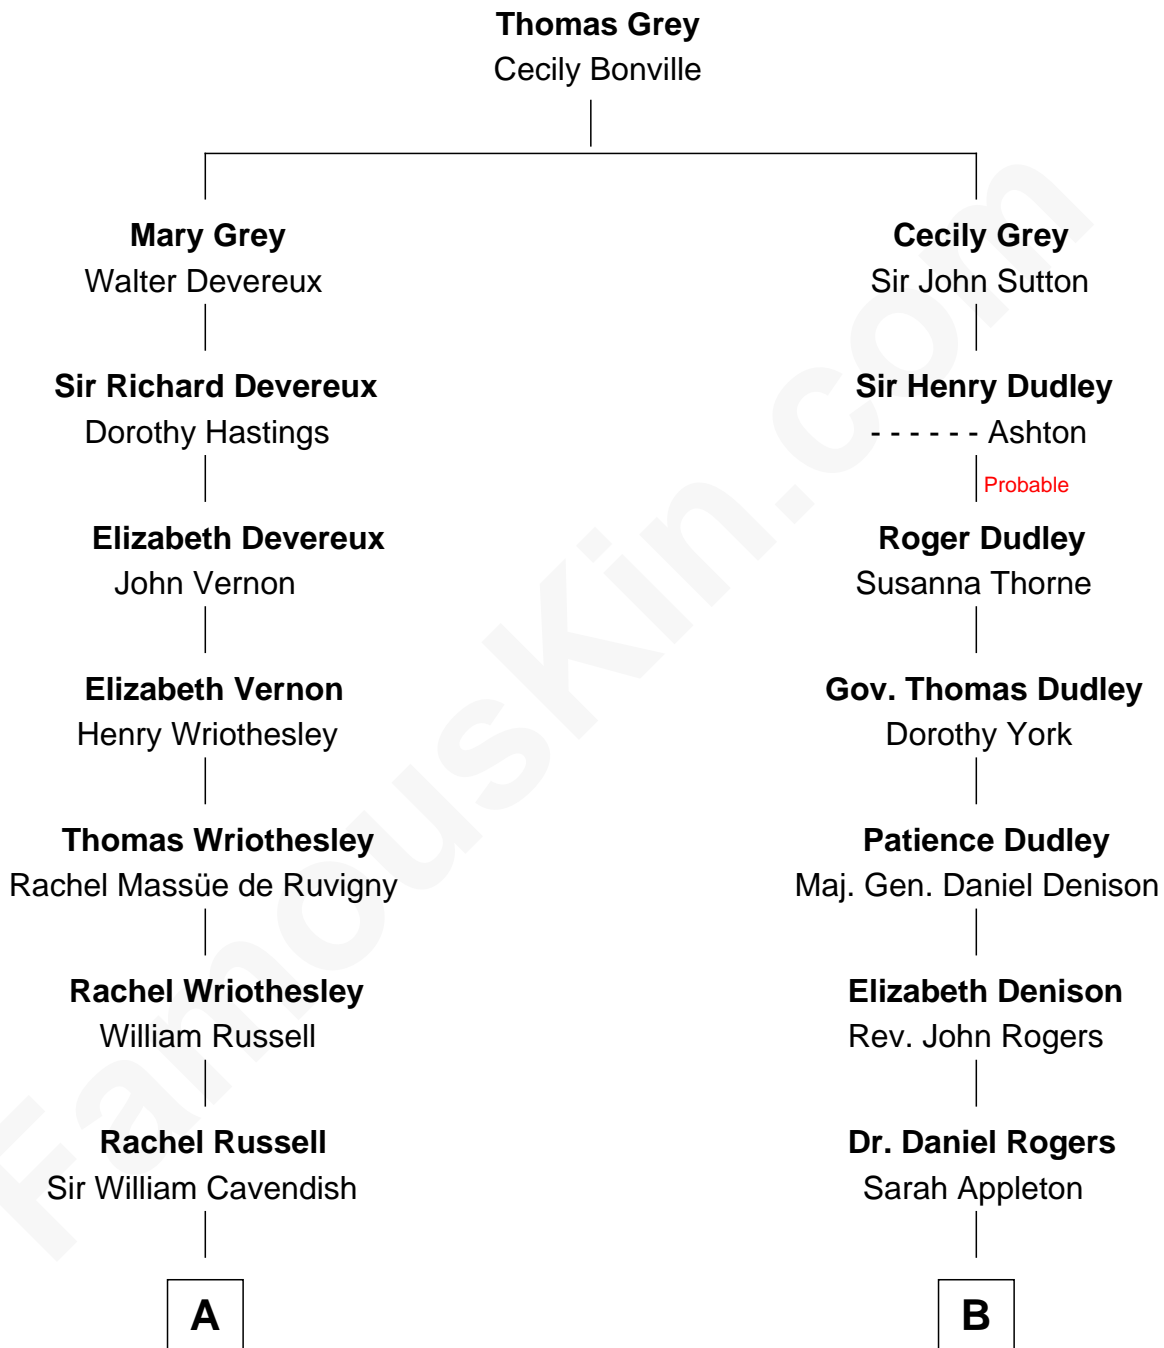 Thomas Grey
Cecily Bonville
Mary Grey
Walter Devereux
Cecily Grey
Sir John Sutton
Sir Richard Devereux
Dorothy Hastings
Sir Henry Dudley
- - - - - - Ashton
Probable
Elizabeth Devereux
John Vernon
Roger Dudley
Susanna Thorne
Elizabeth Vernon
Henry Wriothesley
Gov. Thomas Dudley
Dorothy York
Thomas Wriothesley
Rachel Massüe de Ruvigny
Patience Dudley
Maj. Gen. Daniel Denison
Rachel Wriothesley
William Russell
Elizabeth Denison
Rev. John Rogers
Rachel Russell
Sir William Cavendish
Dr. Daniel Rogers
Sarah Appleton
A
B
FamousKin.com